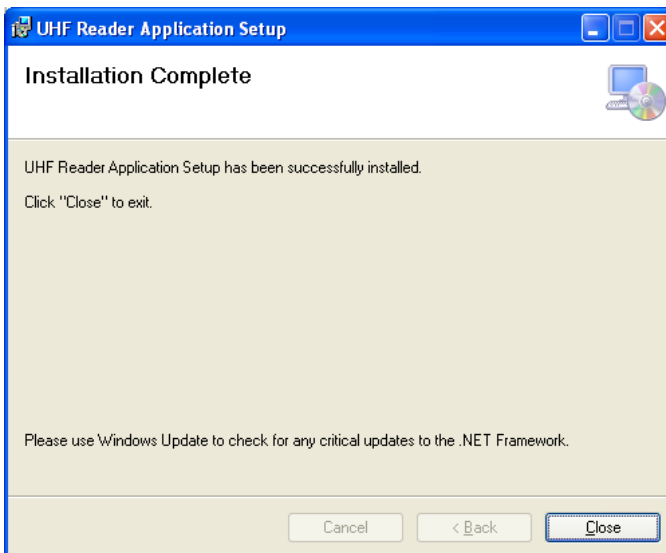 UHF Reader Application Setup
Installation Complete
UHF Reader Application Setup has been successfully installed.
Click "Close" to exit.
Please use Windows Update to check for any critical updates to the .NET Framework.
Cancel
< Back
Close